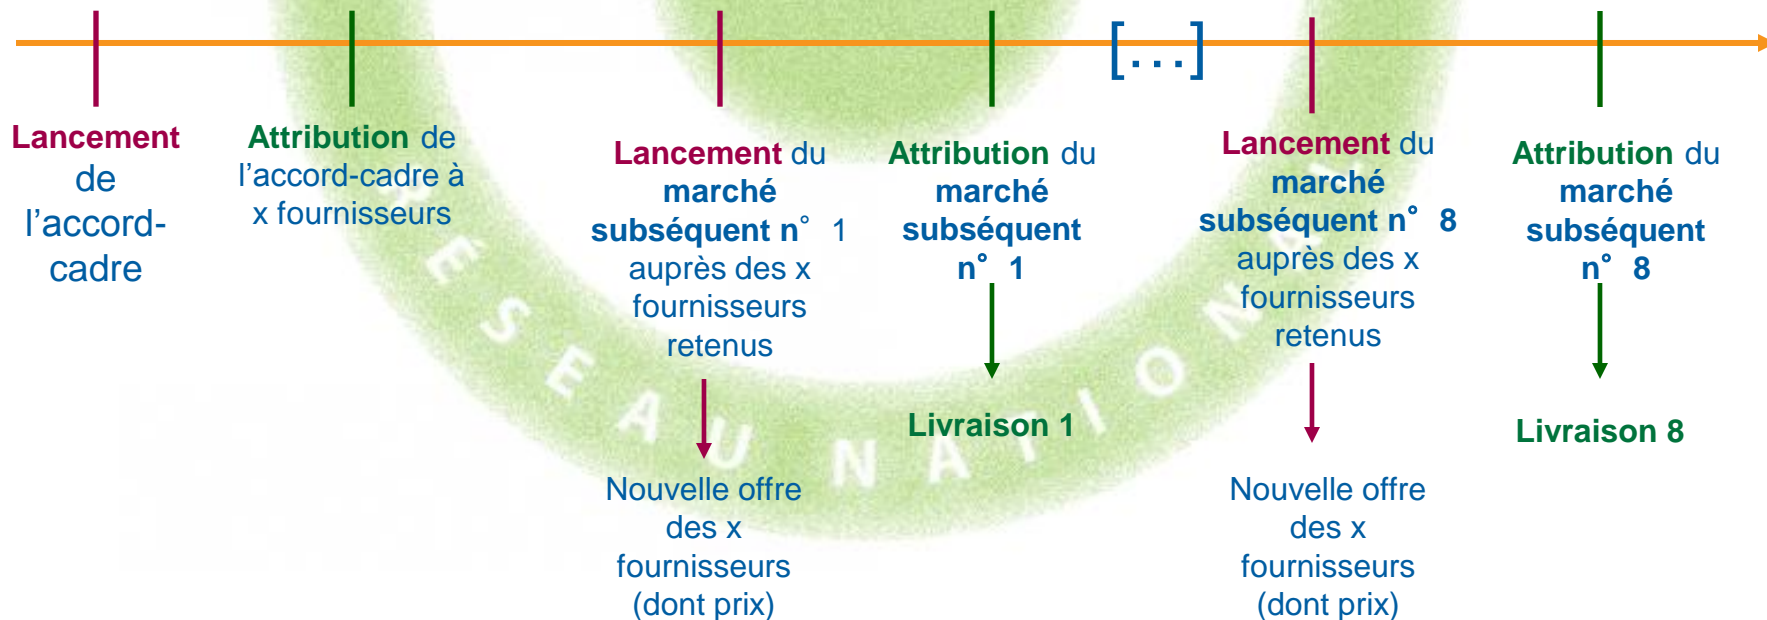 [...]
Lancement
de
l'accord-
cadre
Attribution de
l'accord-cadre à
x fournisseurs
Lancement du
marché
subséquent n° 1
auprès des x
fournisseurs
retenus
Nouvelle offre
des x
fournisseurs
(dont prix)
Attribution du
marché
subséquent
n° 1
Livraison 1
Lancement du
marché
subséquent n° 8
auprès des x
fournisseurs
retenus
Nouvelle offre
des x
fournisseurs
(dont prix)
Attribution du
marché
subséquent
n° 8
Livraison 8
RÉSEAU NATIONA